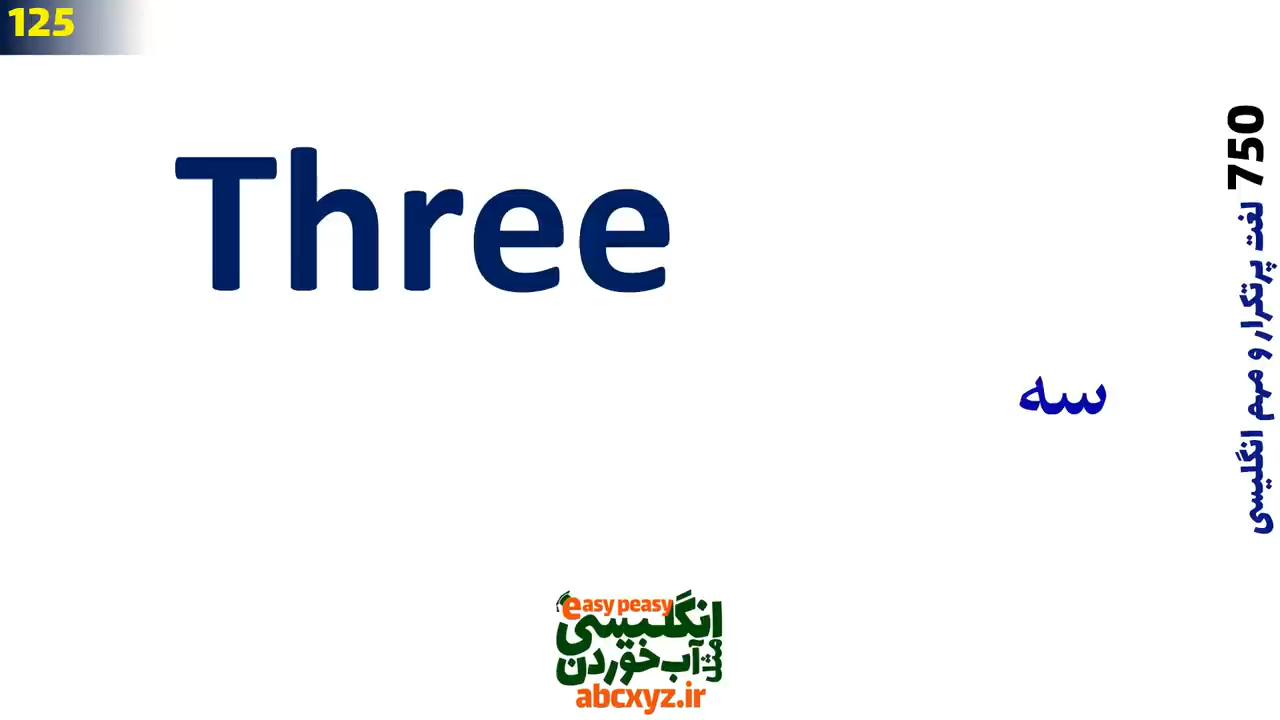 125
Three
سه
750 لغت پرتکرار و مهم انگلیسی
easy peasy
انگلیسی
مثل آب خوردن
abcxyz.ir